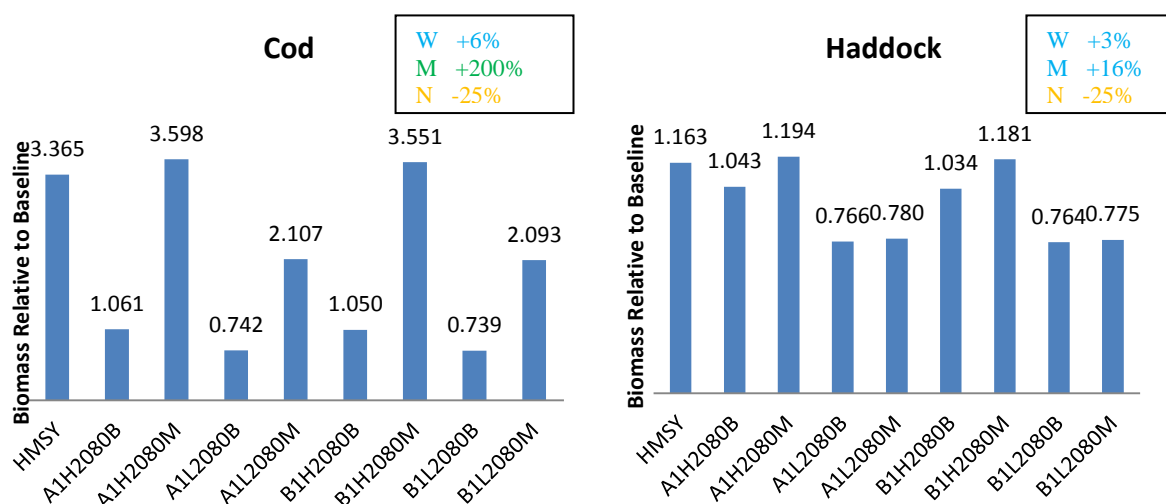 Cod
W +6%
M +200%
N -25%
Biomass Relative to Baseline
3.365
1.061
3.598
0.742
2.107
1.050
3.551
0.739
2.093
HMSY
A1H2080B
A1H2080M
A1L2080B
A1L2080M
B1H2080B
B1H2080M
B1L2080B
B1L2080M
Haddock
W +3%
M +16%
N -25%
Biomass Relative to Baseline
1.163
1.043
1.194
0.766
0.780
1.034
1.181
0.764
0.775
HMSY
A1H2080B
A1H2080M
A1L2080B
A1L2080M
B1H2080B
B1H2080M
B1L2080B
B1L2080M